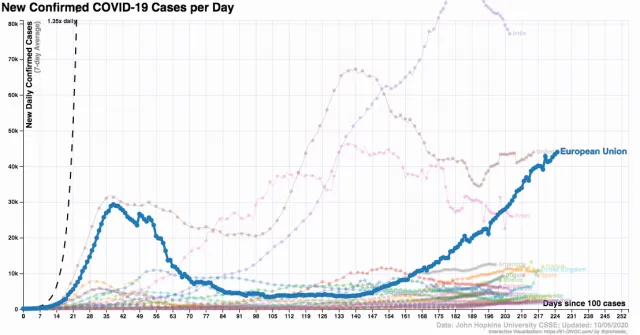 New Confirmed COVID-19 Cases per Day
80k
1.35x daily
New Daily Confirmed Cases
(7-day Average)
India
70k
60k
50k
European Union
40k
30k
20k
Argentina
10k
United Kingdom
0
Days since 100 cases
0 7 14 21 28 35 42 49 56 63 70 77 84 91 98 105 112 119 126 133 140 147 154 161 168 175 182 189 196 203 210 217 224 231 238 245 252
Data: John Hopkins University CSSE; Updated: 10/06/2020
Interactive Visualization: by